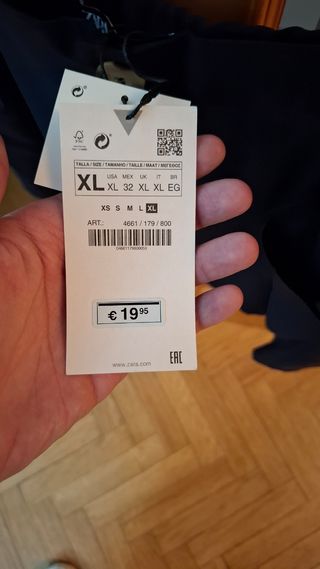 TALLA / SIZE / TAMANHO / TAILLE / MAAT / ΜΕΓΕΘΟΣ
XL USA MEX UK IT BR
XL 32 XL XL EG
XS S M L XL
ART.: 4661 / 179 / 800
€ 19 95
www.zara.com
EAC